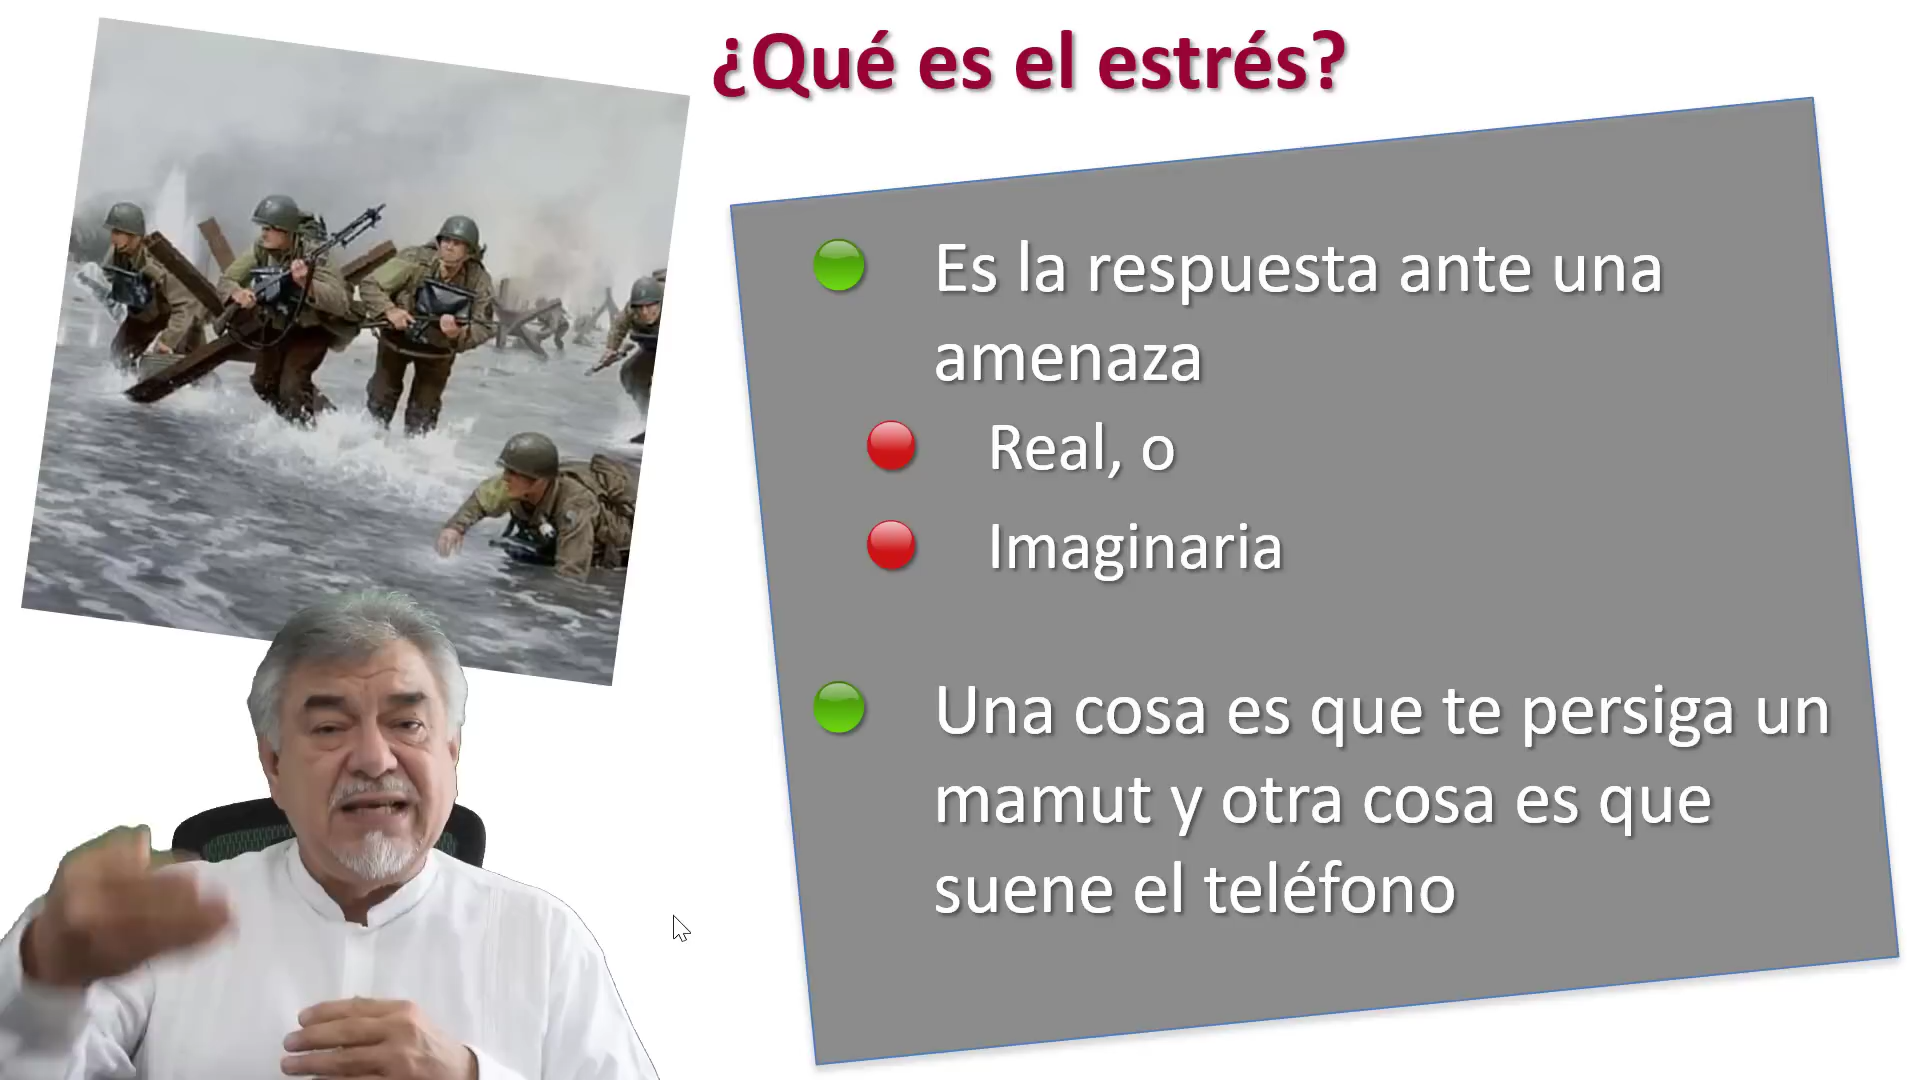 ¿Qué es el estrés?
Es la respuesta ante una
amenaza
Real, o
Imaginaria
Una cosa es que te persiga un
mamut y otra cosa es que
suene el teléfono